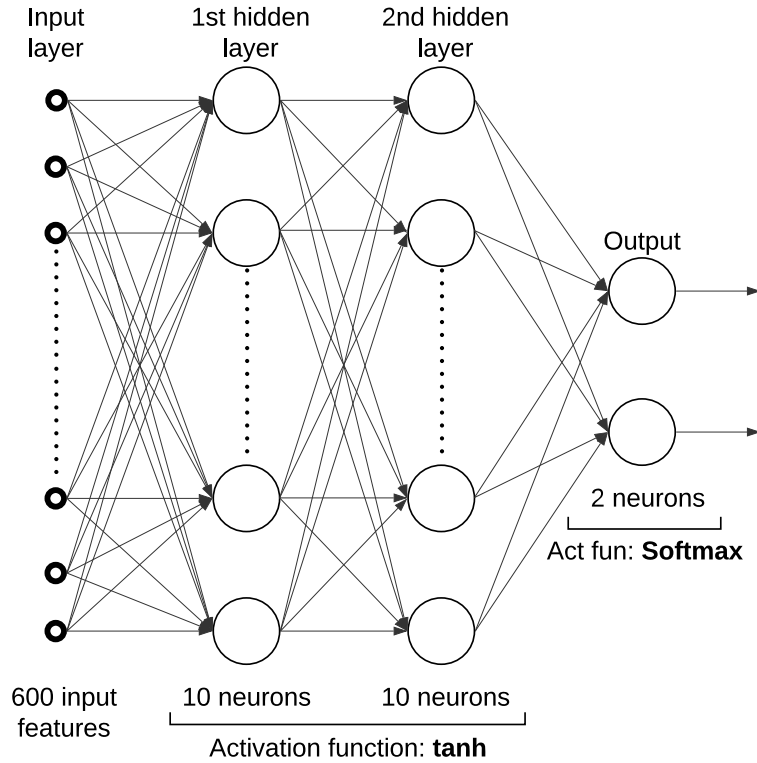 Input
layer
1st hidden
layer
2nd hidden
layer
Output
2 neurons
Act fun: Softmax
600 input
features
10 neurons
10 neurons
Activation function: tanh